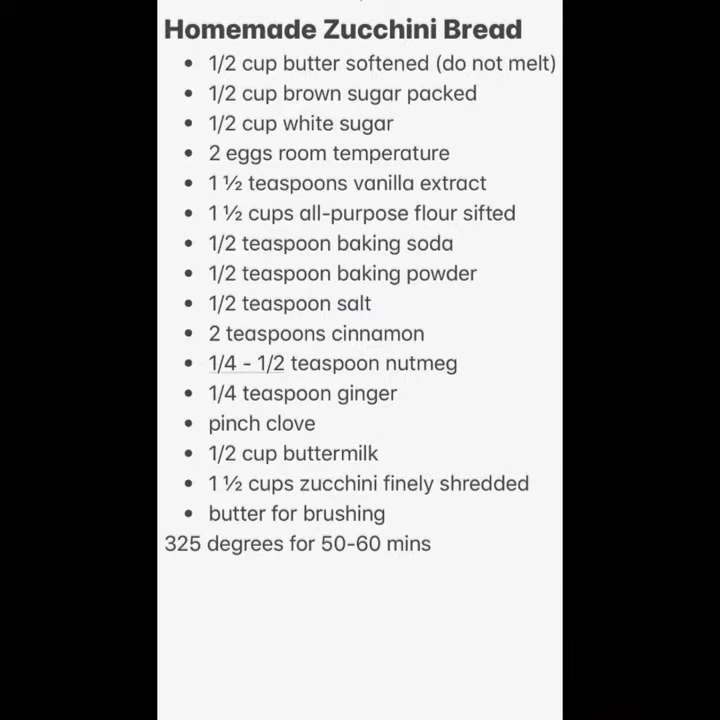 Homemade Zucchini Bread
• 1/2 cup butter softened (do not melt)
• 1/2 cup brown sugar packed
• 1/2 cup white sugar
• 2 eggs room temperature
• 1 ½ teaspoons vanilla extract
• 1 ½ cups all-purpose flour sifted
• 1/2 teaspoon baking soda
• 1/2 teaspoon baking powder
• 1/2 teaspoon salt
• 2 teaspoons cinnamon
• 1/4 - 1/2 teaspoon nutmeg
• 1/4 teaspoon ginger
• pinch clove
• 1/2 cup buttermilk
• 1 ½ cups zucchini finely shredded
• butter for brushing
325 degrees for 50-60 mins